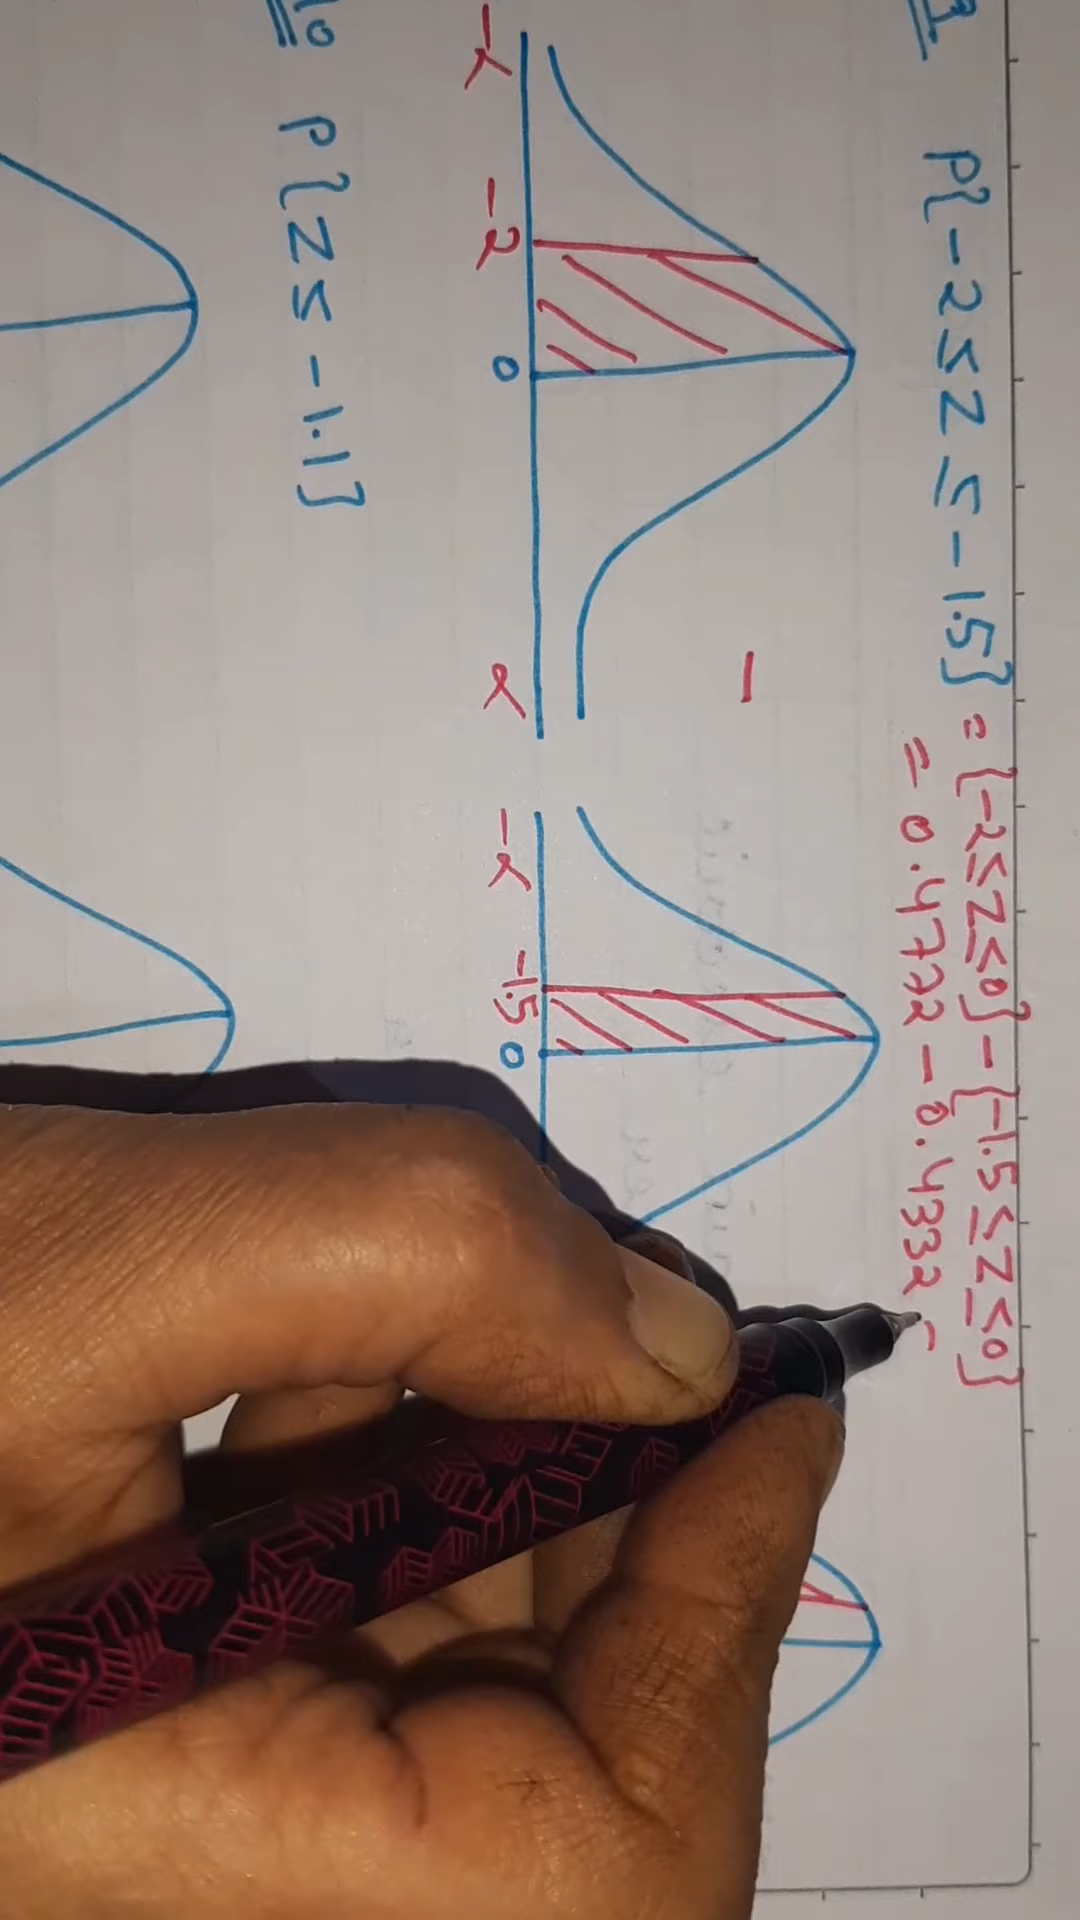 P{-2≤Z≤-1.5} = {-2≤Z≤0}-{-1.5≤Z≤0}
= 0.4772 - 0.4332
-
-α -2 0 α
-α -1.5 0
10 P{Z≤-1.1}